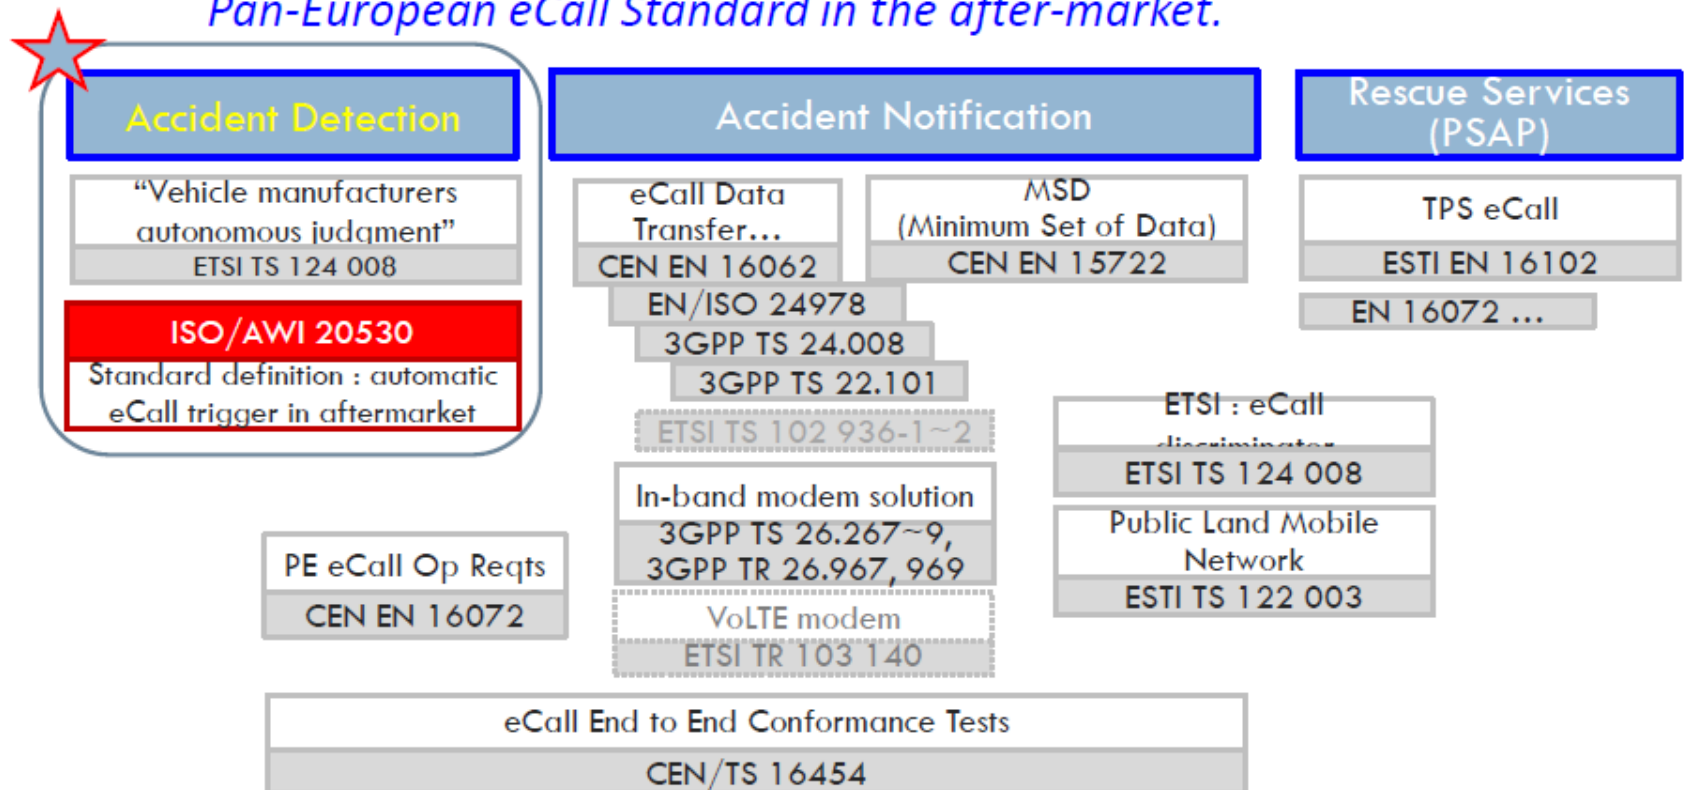 Pan-European eCall Standard in the after-market.
Accident Detection
"Vehicle manufacturers
autonomous judgment"
ETSI TS 124 008
ISO/AWI 20530
Standard definition : automatic
eCall trigger in aftermarket
Accident Notification
eCall Data
Transfer...
CEN EN 16062
MSD
(Minimum Set of Data)
CEN EN 15722
EN/ISO 24978
3GPP TS 24.008
3GPP TS 22.101
ETSI TS 102 936-1~2
In-band modem solution
3GPP TS 26.267~9,
3GPP TR 26.967, 969
VoLTE modem
ETSI TR 103 140
Rescue Services
(PSAP)
TPS eCall
ESTI EN 16102
EN 16072 ...
ETSI : eCall
discriminator
ETSI TS 124 008
Public Land Mobile
Network
ESTI TS 122 003
PE eCall Op Reqts
CEN EN 16072
eCall End to End Conformance Tests
CEN/TS 16454